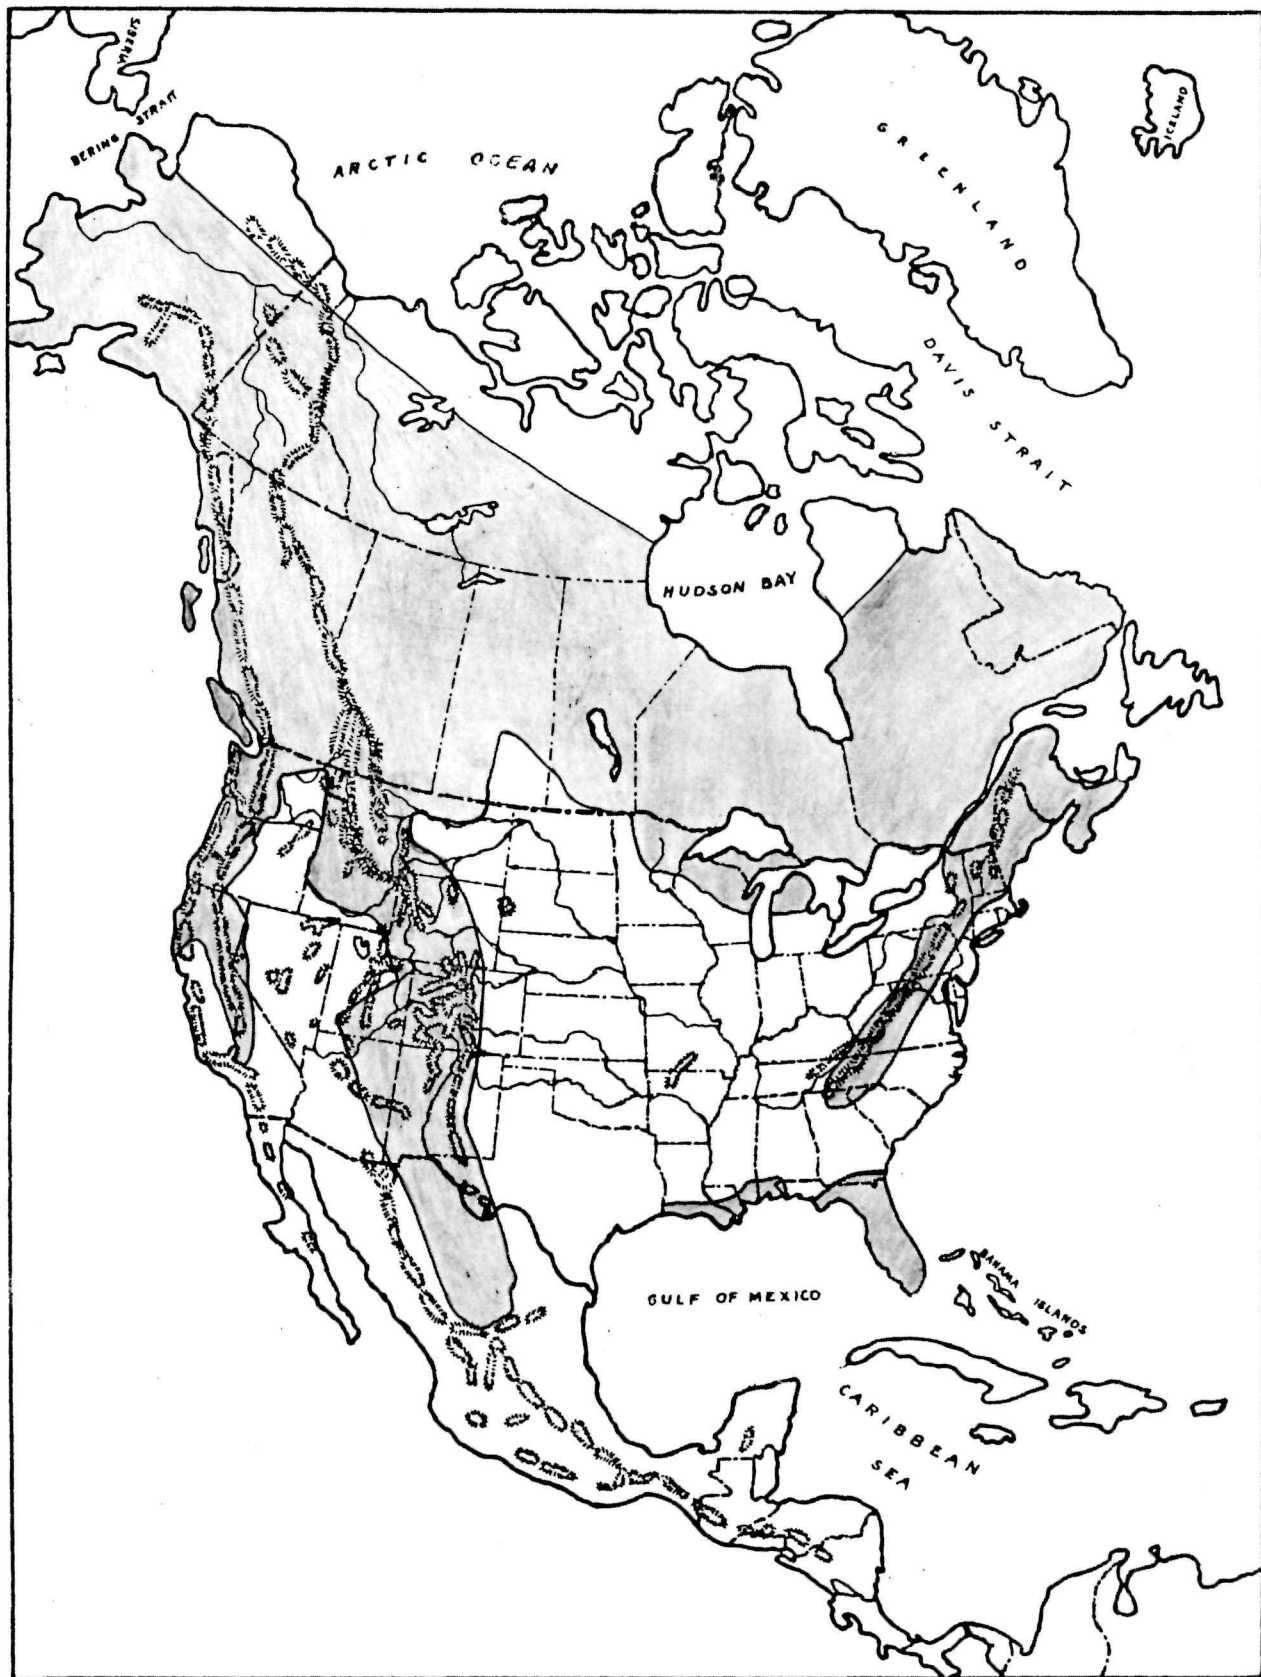 SIBERIA
BERING STRAIT
ARCTIC OCEAN
GREENLAND
ICELAND
DAVIS STRAIT
HUDSON BAY
GULF OF MEXICO
BAHAMA ISLANDS
CARIBBEAN
SEA